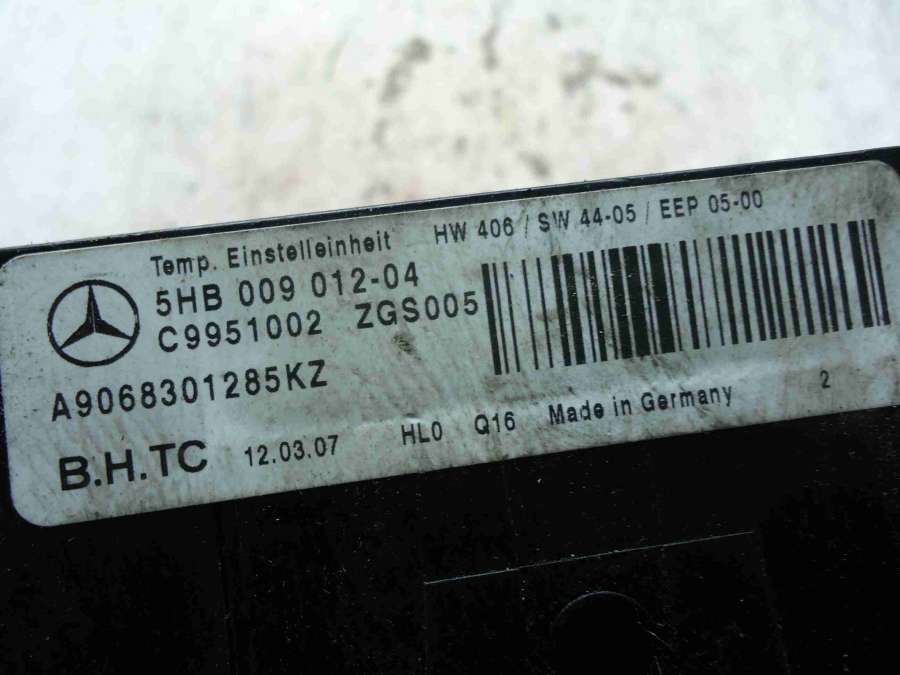 Temp. Einstelleinheit HW 406 / SW 44-05 / EEP 05-00
5HB 009 012-04
C9951002 ZGS005
A9068301285KZ
B.H.TC 12.03.07 HL0 Q16 Made in Germany 2